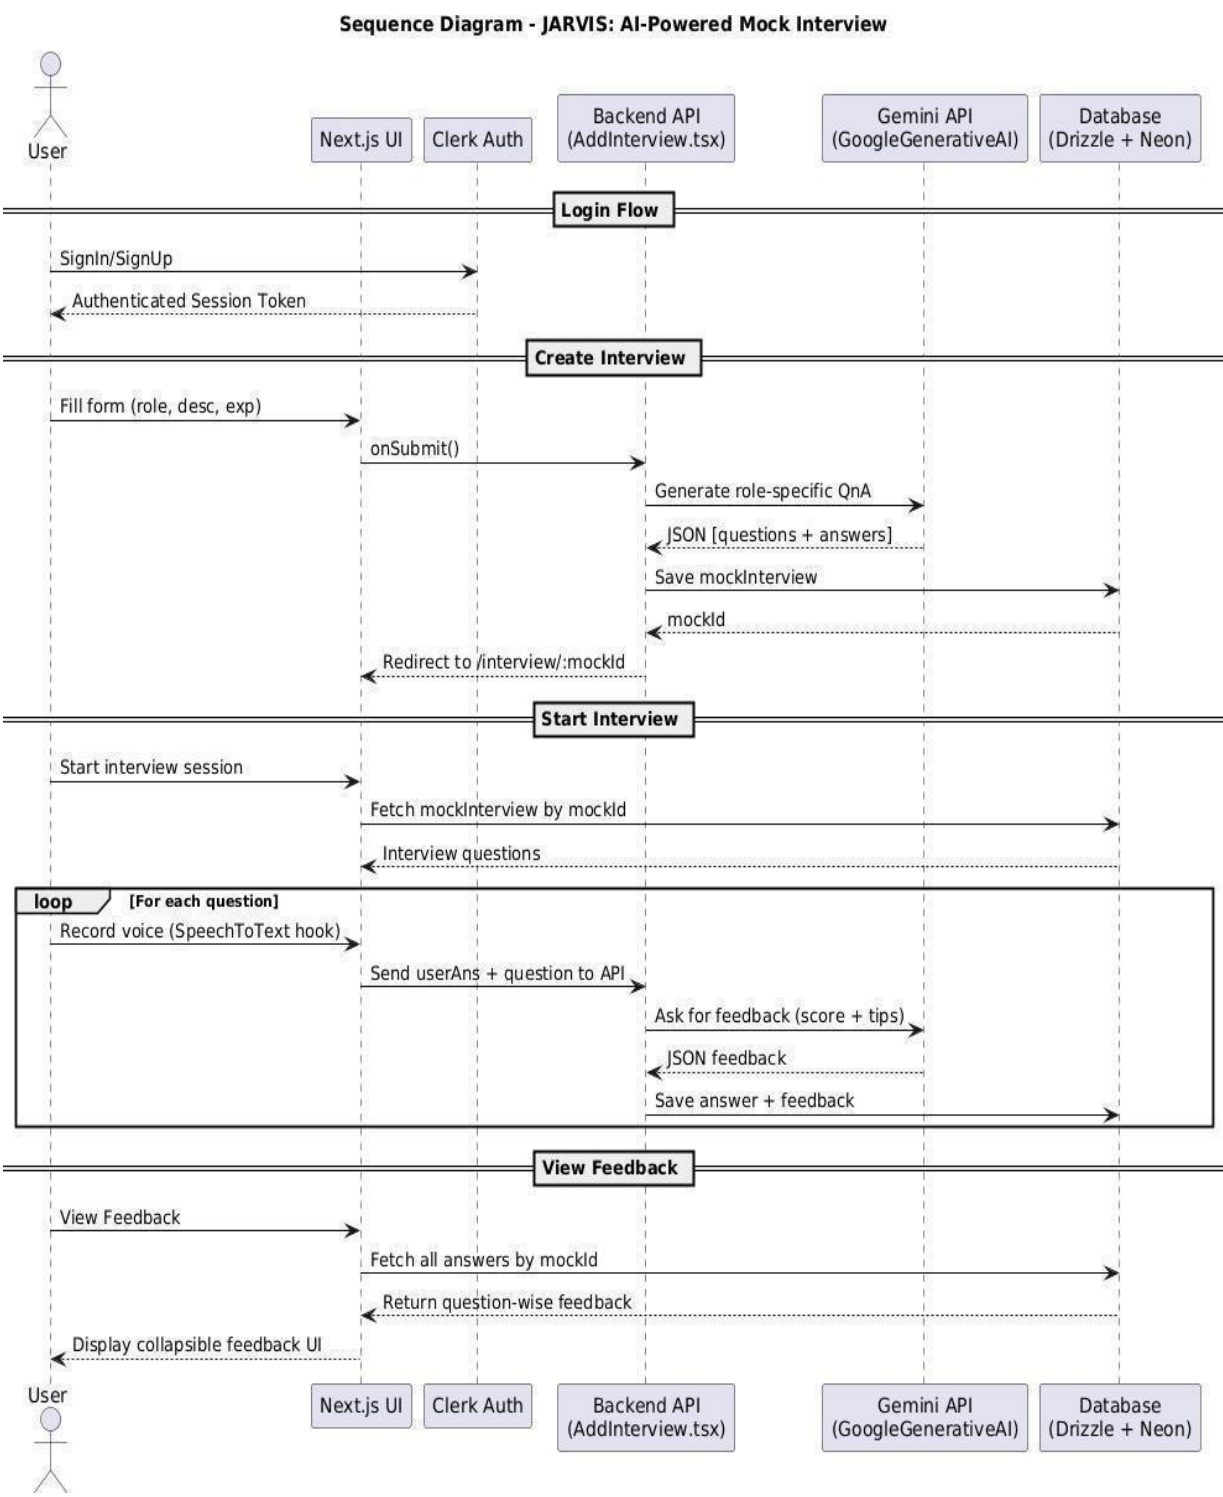 Sequence Diagram - JARVIS: AI-Powered Mock Interview
User
Next.js UI
Clerk Auth
Backend API
(AddInterview.tsx)
Gemini API
(GoogleGenerativeAI)
Database
(Drizzle + Neon)
Login Flow
SignIn/SignUp
Authenticated Session Token
Create Interview
Fill form (role, desc, exp)
onSubmit()
Generate role-specific QnA
JSON [questions + answers]
Save mockInterview
mockId
Redirect to /interview/:mockId
Start Interview
Start interview session
Fetch mockInterview by mockId
Interview questions
loop
[For each question]
Record voice (SpeechToText hook)
Send userAns + question to API
Ask for feedback (score + tips)
JSON feedback
Save answer + feedback
View Feedback
View Feedback
Fetch all answers by mockId
Return question-wise feedback
Display collapsible feedback UI
User
Next.js UI
Clerk Auth
Backend API
(AddInterview.tsx)
Gemini API
(GoogleGenerativeAI)
Database
(Drizzle + Neon)